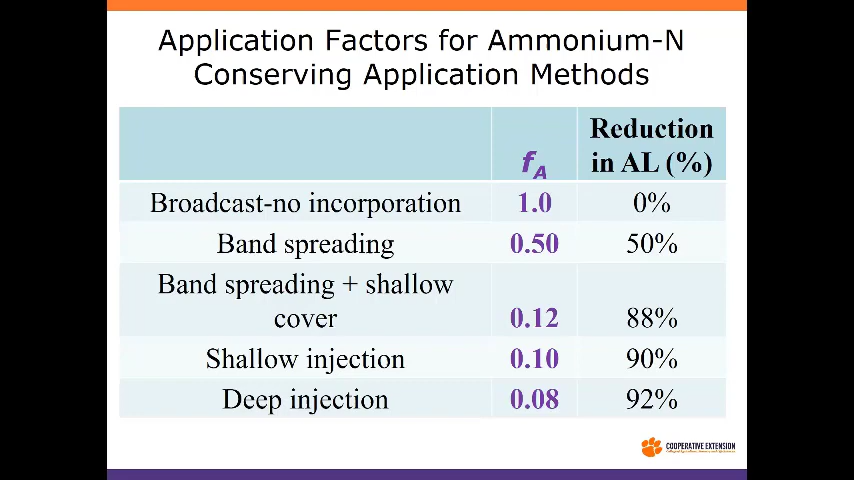 Application Factors for Ammonium-N
Conserving Application Methods
f_A
Reduction
in AL (%)
Broadcast-no incorporation 1.0 0%
Band spreading 0.50 50%
Band spreading + shallow
cover 0.12 88%
Shallow injection 0.10 90%
Deep injection 0.08 92%
COOPERATIVE EXTENSION